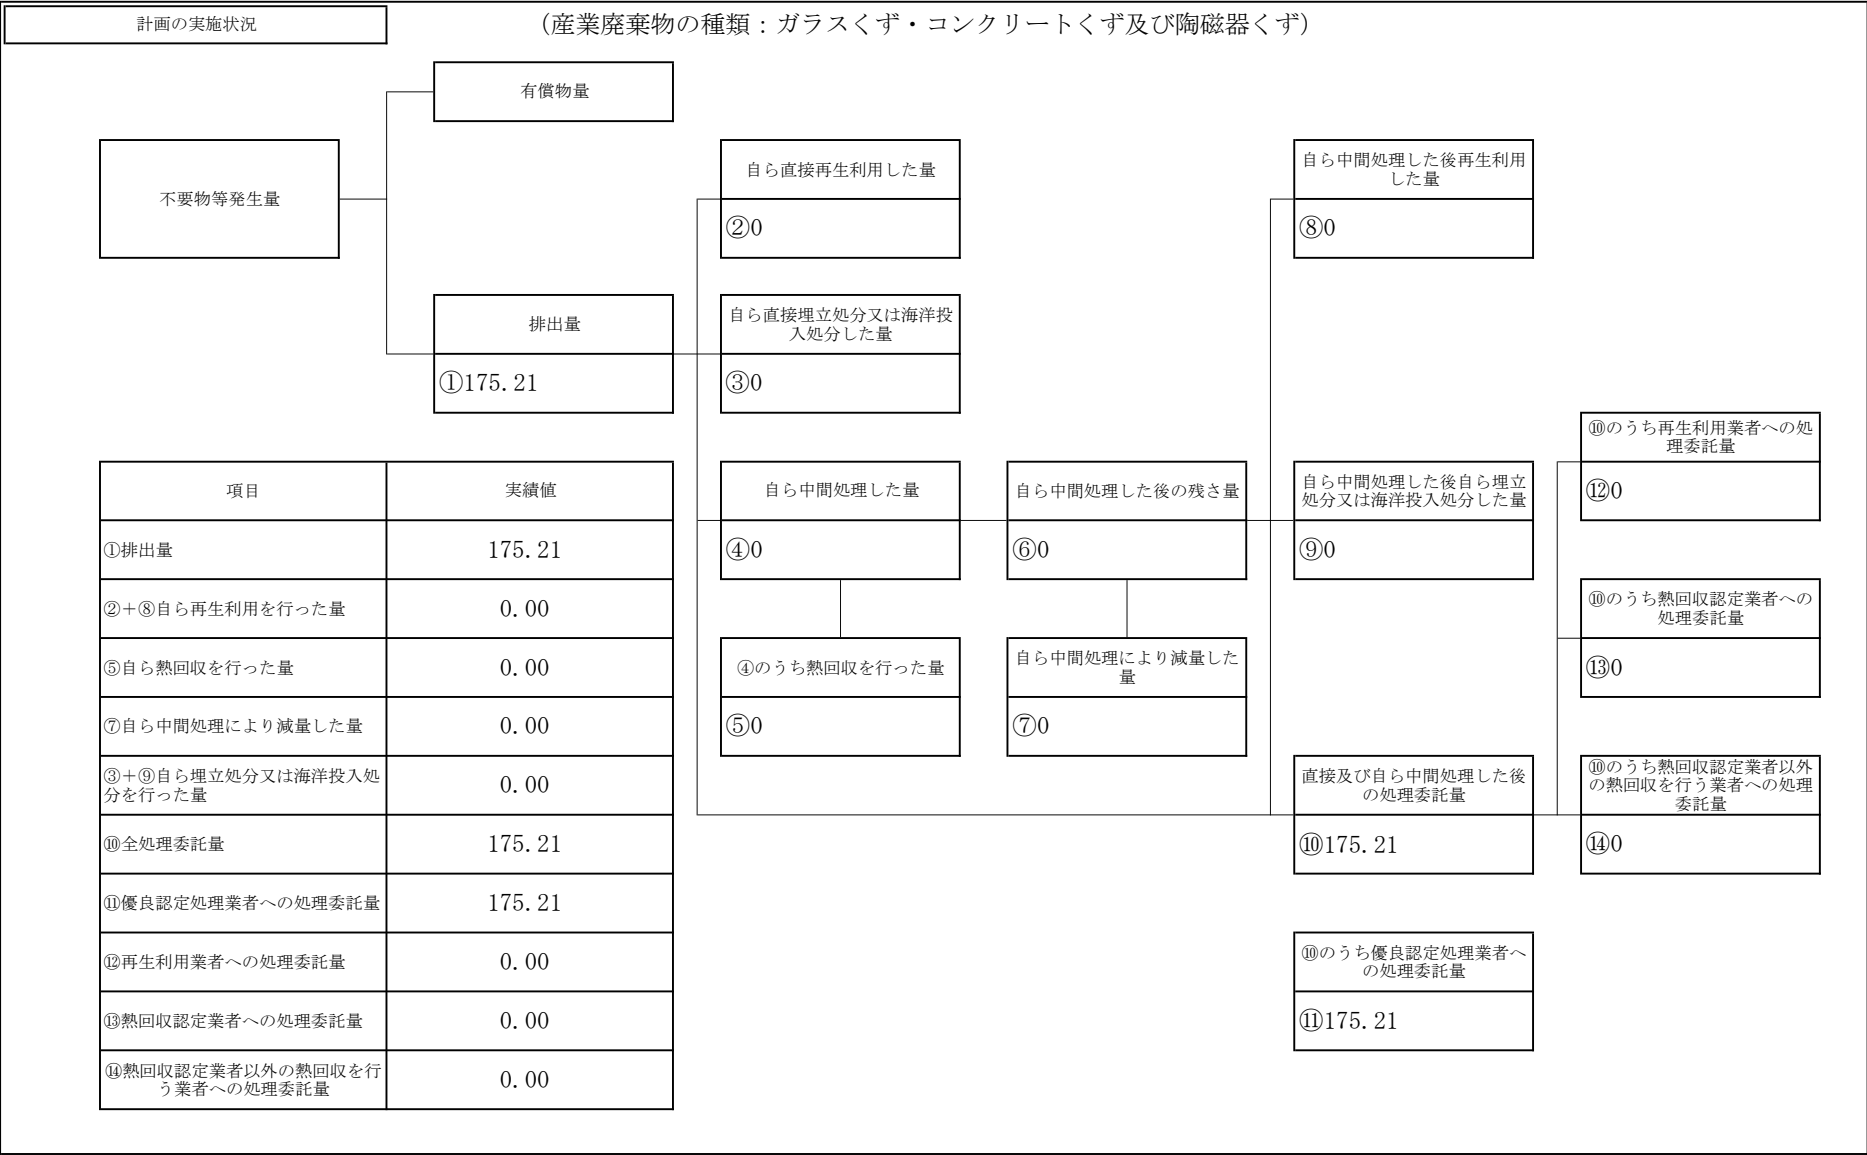 計画の実施状況
（産業廃棄物の種類：ガラスくず・コンクリートくず及び陶磁器くず）
有償物量
不要物等発生量
自ら直接再生利用した量
②0
自ら中間処理した後再生利用
した量
⑧0
排出量
①175.21
自ら直接埋立処分又は海洋投
入処分した量
③0
⑩のうち再生利用業者への処
理委託量
⑫0
自ら中間処理した量
④0
自ら中間処理した後の残さ量
⑥0
自ら中間処理した後自ら埋立
処分又は海洋投入処分した量
⑨0
⑩のうち熱回収認定業者への
処理委託量
⑬0
④のうち熱回収を行った量
⑤0
自ら中間処理により減量した
量
⑦0
直接及び自ら中間処理した後
の処理委託量
⑩175.21
⑩のうち熱回収認定業者以外
の熱回収を行う業者への処理
委託量
⑭0
⑩のうち優良認定処理業者へ
の処理委託量
⑪175.21
項目 実績値
①排出量 175.21
②＋⑧自ら再生利用を行った量 0.00
⑤自ら熱回収を行った量 0.00
⑦自ら中間処理により減量した量 0.00
③＋⑨自ら埋立処分又は海洋投入処
分を行った量 0.00
⑩全処理委託量 175.21
⑪優良認定処理業者への処理委託量 175.21
⑫再生利用業者への処理委託量 0.00
⑬熱回収認定業者への処理委託量 0.00
⑭熱回収認定業者以外の熱回収を行
う業者への処理委託量 0.00